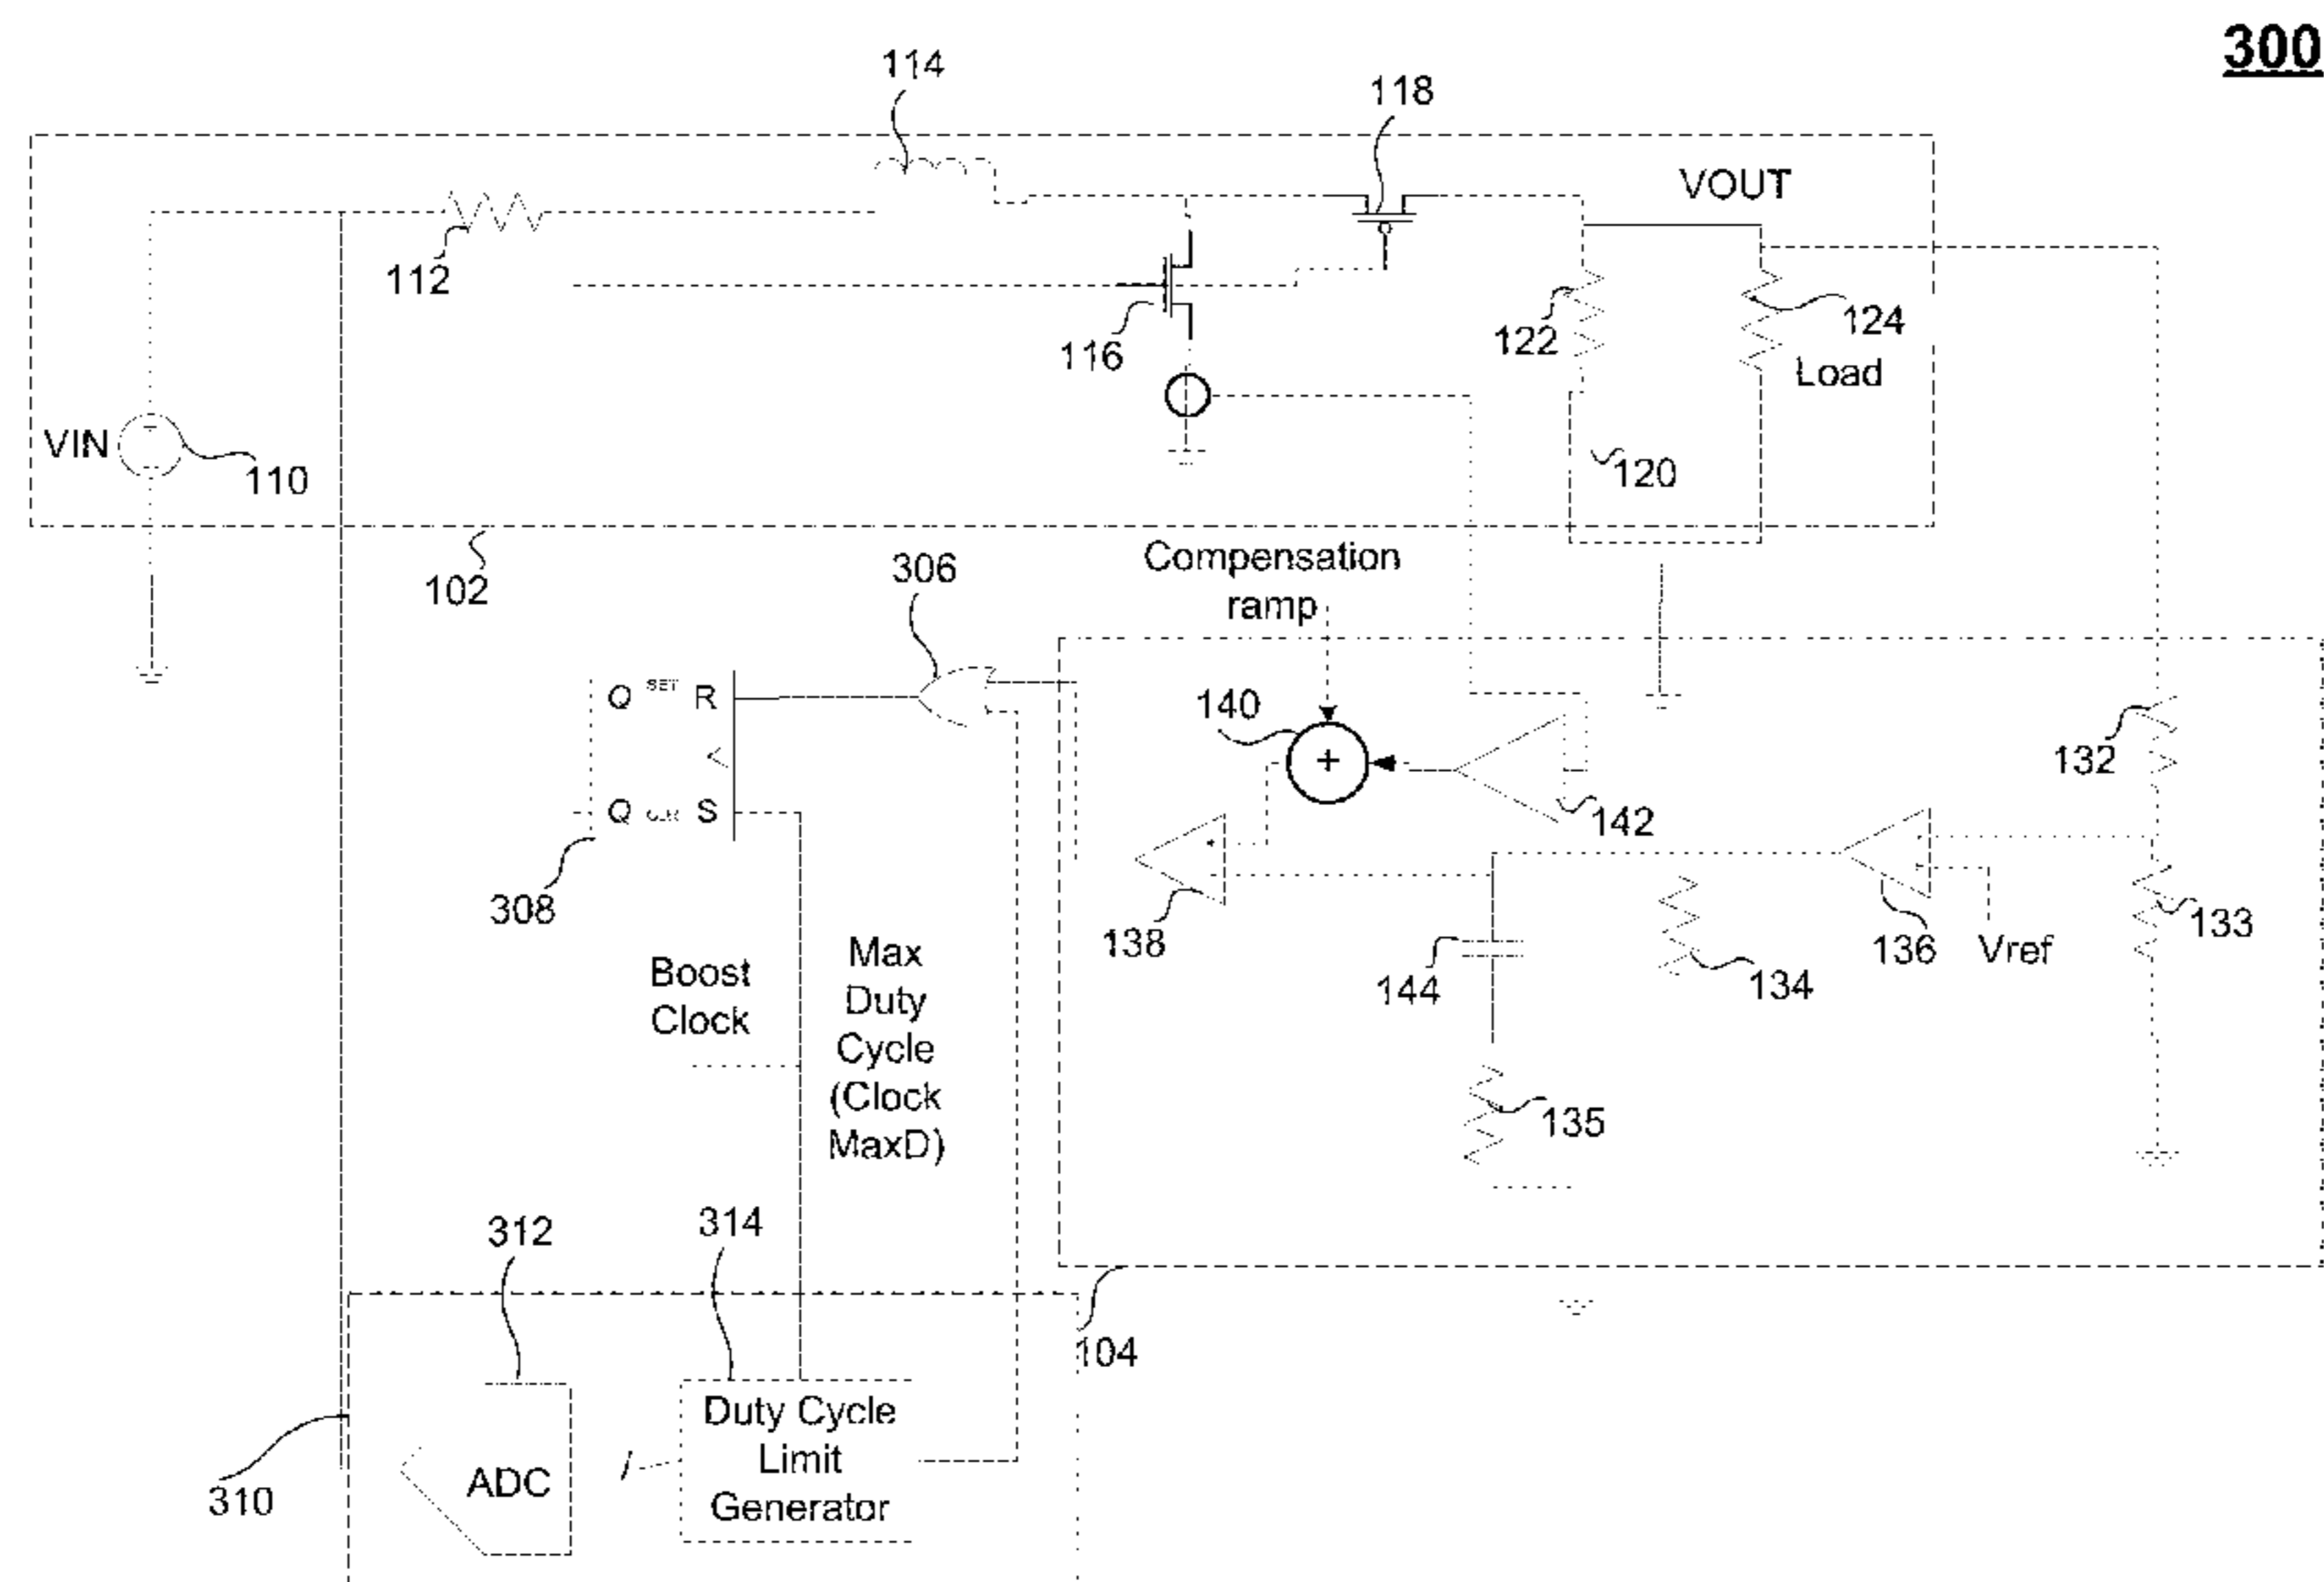 300
114
118
VOUT
112
116
122
124
Load
VIN
110
120
102
306
Compensation
ramp
Q SET R
140
132
Q CLR S
142
308
138
144
134
136
Vref
133
Boost
Clock
Max
Duty
Cycle
(Clock
MaxD)
135
312
314
104
Duty Cycle
Limit
Generator
ADC
310
+